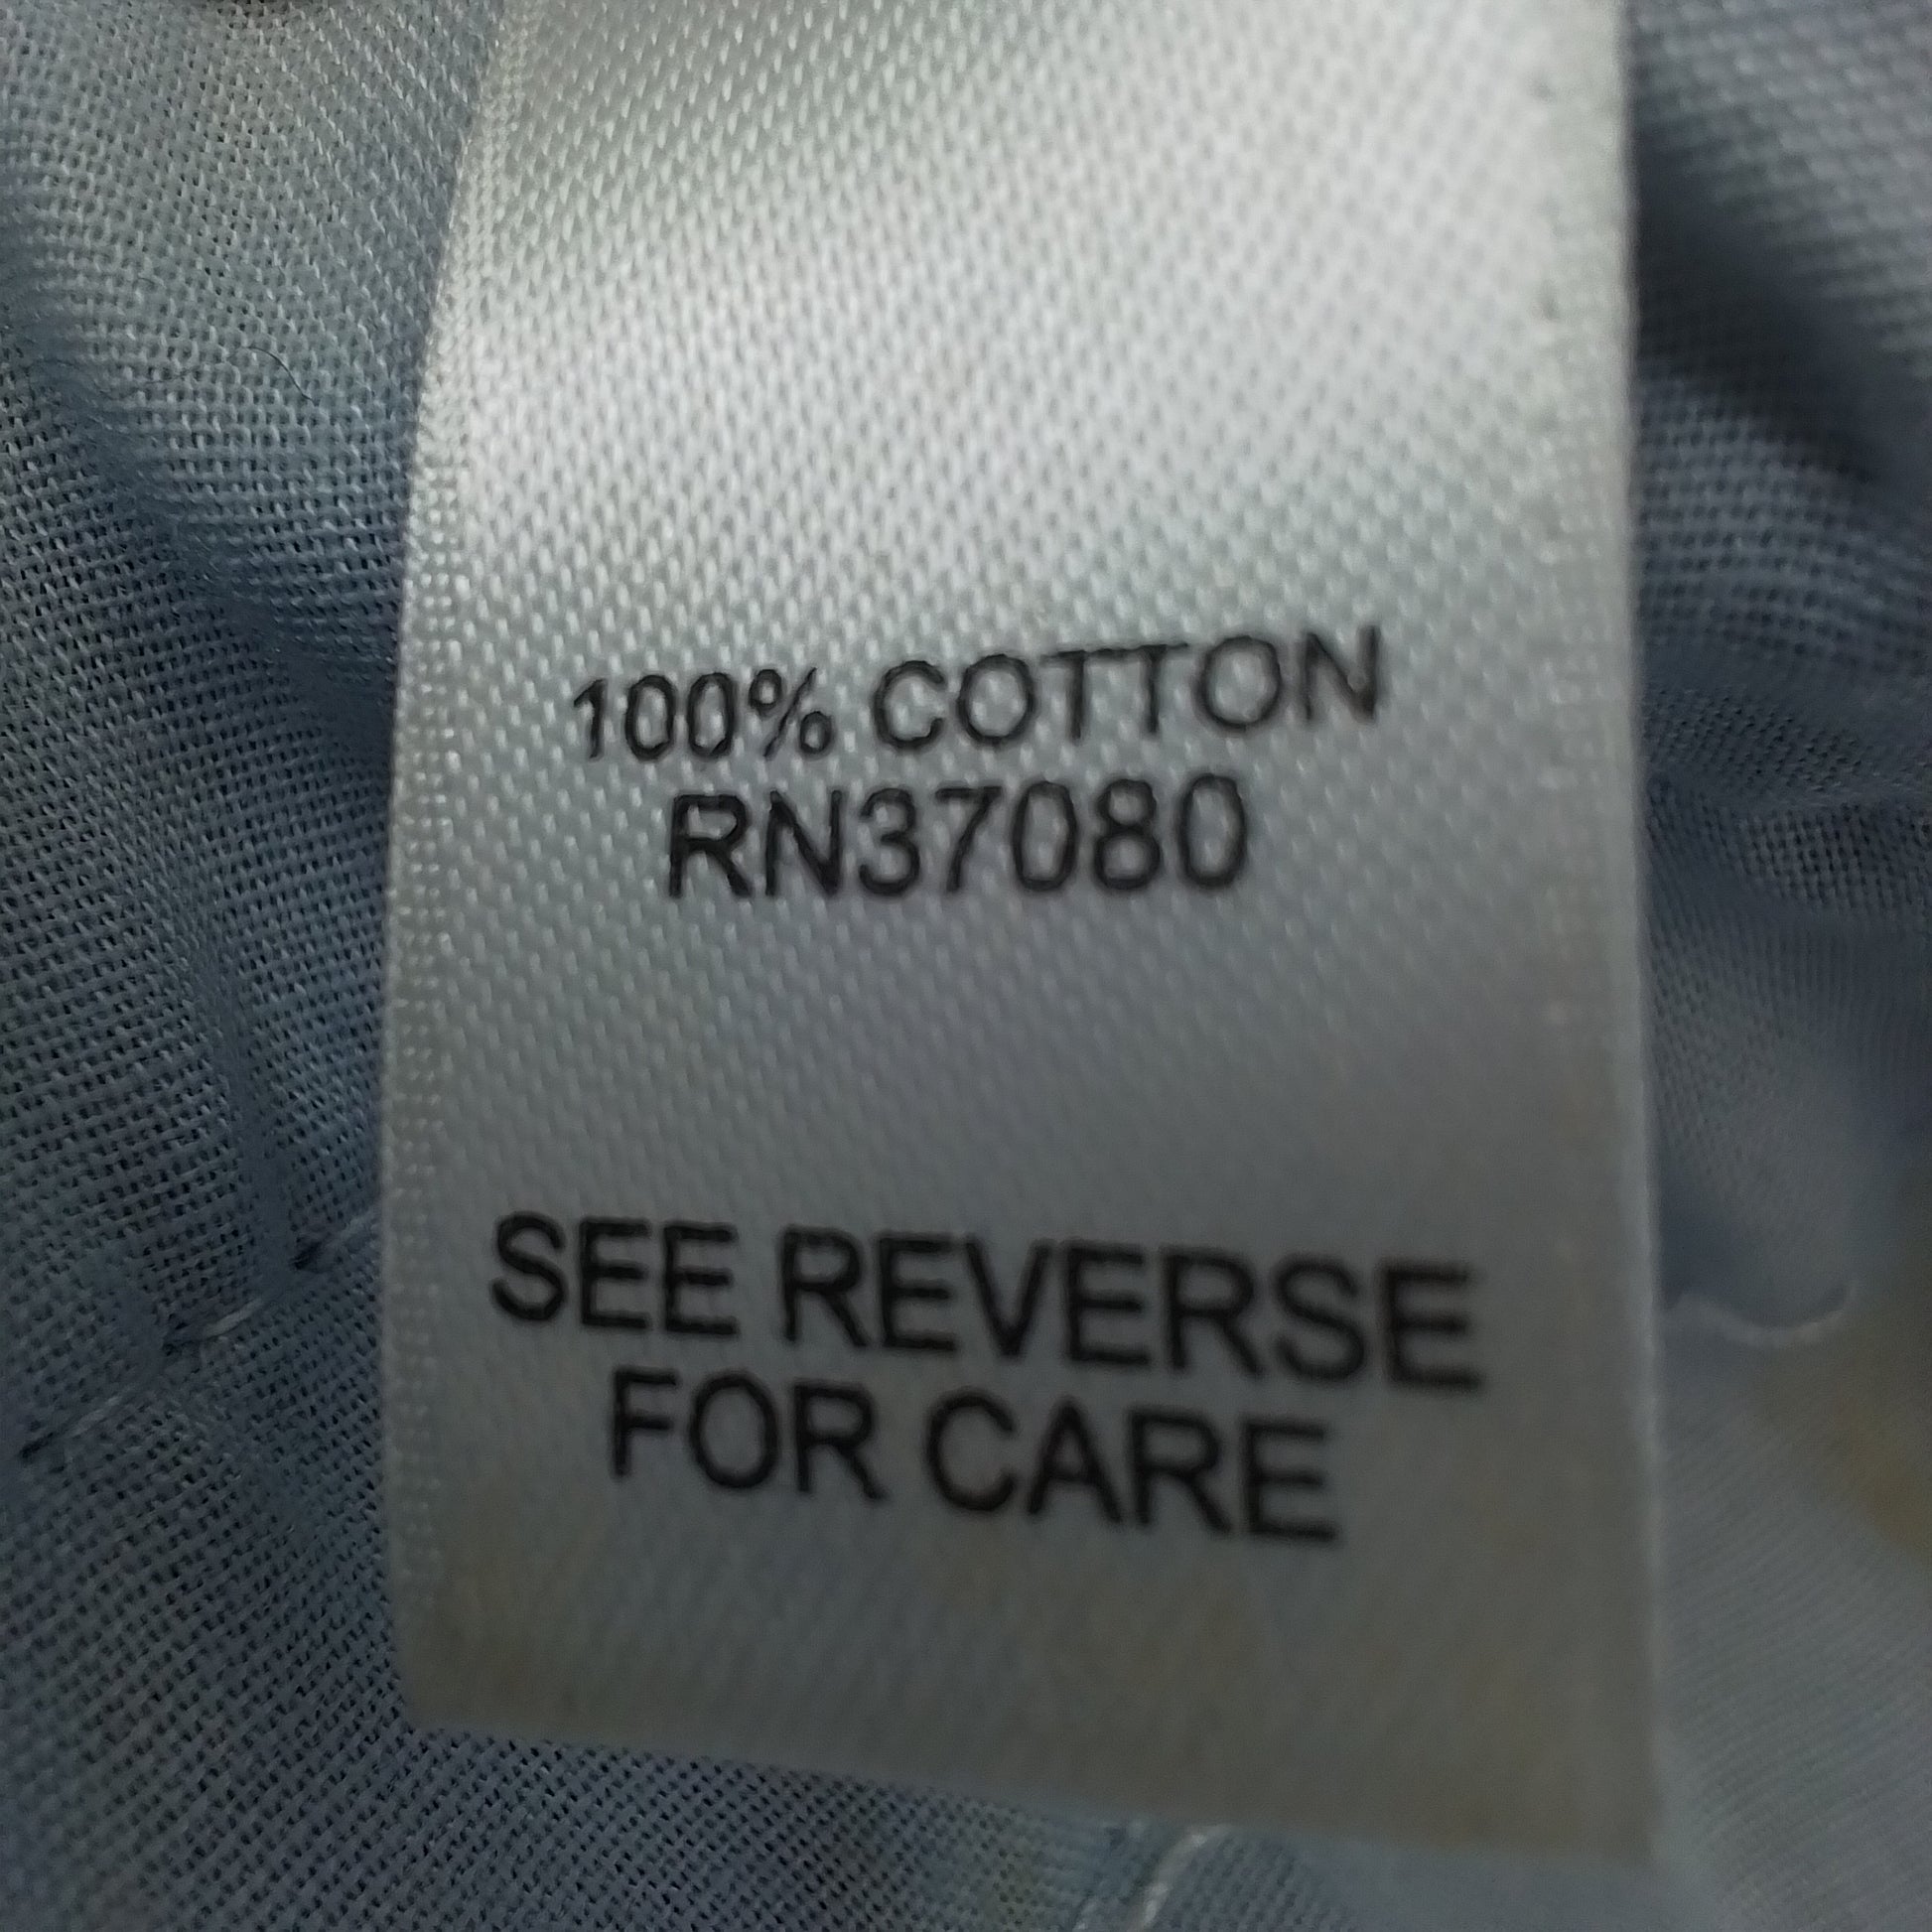 100% COTTON
RN37080
SEE REVERSE
FOR CARE